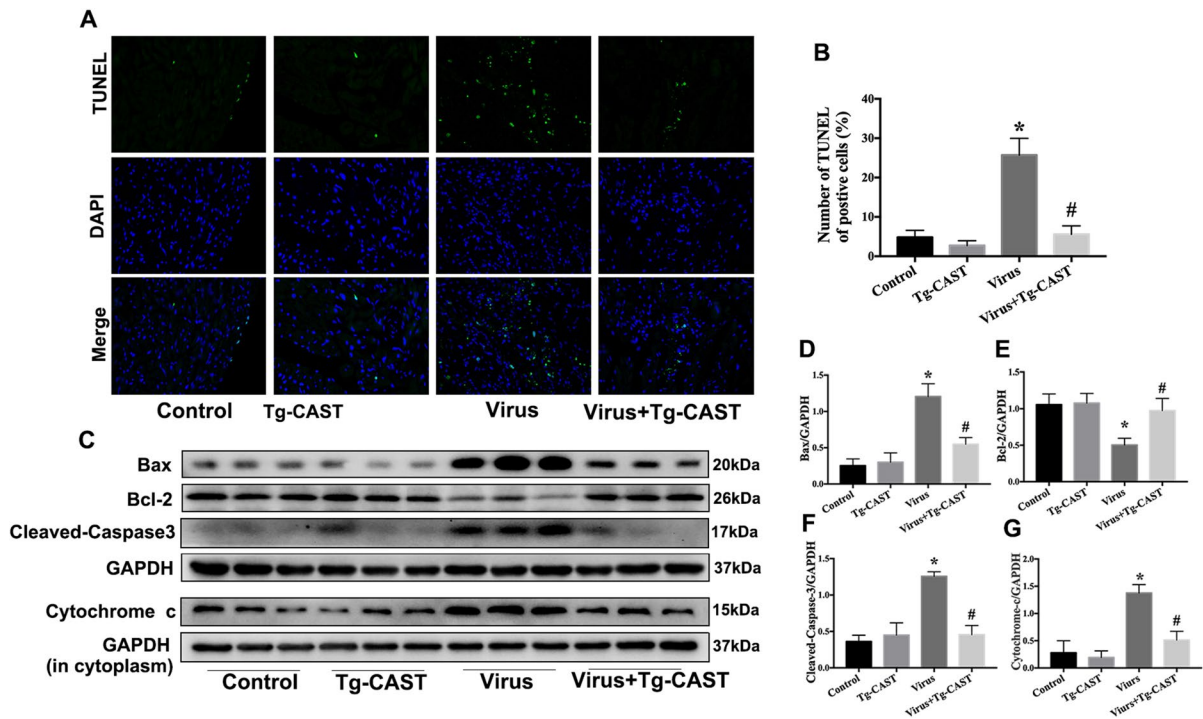 A
TUNEL
DAPI
Merge
Control Tg-CAST Virus Virus+Tg-CAST
B
Number of TUNEL
of postive cells (%)
40
30
20
10
0
*
#
Control
Tg-CAST
Virus
Virus+Tg-CAST
C
Bax 20kDa
Bcl-2 26kDa
Cleaved-Caspase3 17kDa
GAPDH 37kDa
Cytochrome c 15kDa
GAPDH 37kDa
(in cytoplasm)
Control Tg-CAST Virus Virus+Tg-CAST
D
Bax/GAPDH
1.5
1.0
0.5
0.0
*
#
Control
Tg-CAST
Virus
Virus+Tg-CAST
E
Bcl-2/GAPDH
1.5
1.0
0.5
0.0
*
#
Control
Tg-CAST
Virus
Virus+Tg-CAST
F
Cleaved-Caspase-3/GAPDH
1.5
1.0
0.5
0.0
*
#
Control
Tg-CAST
Virus
Virus+Tg-CAST
G
Cytochrome-c/GAPDH
2.0
1.5
1.0
0.5
0.0
*
#
Control
Tg-CAST
Viurs
Viurs+Tg-CAST